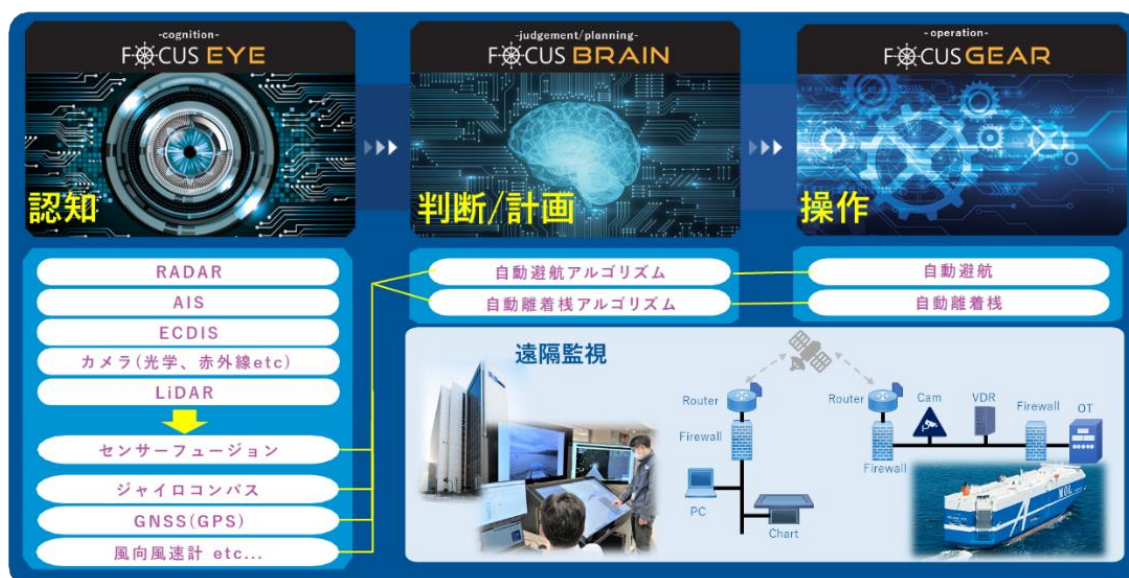 -cognition-
FOCUS EYE
認知
-judgement/planning-
FOCUS BRAIN
判断/計画
- operation-
FOCUS GEAR
操作
RADAR
AIS
ECDIS
カメラ(光学、赤外線etc)
LiDAR
センサーフュージョン
ジャイロコンパス
GNSS(GPS)
風向風速計 etc...
自動避航アルゴリズム
自動離着桟アルゴリズム
自動避航
自動離着桟
遠隔監視
Router
Firewall
PC
Chart
Router
Firewall
Cam
VDR
Firewall
OT
MOL